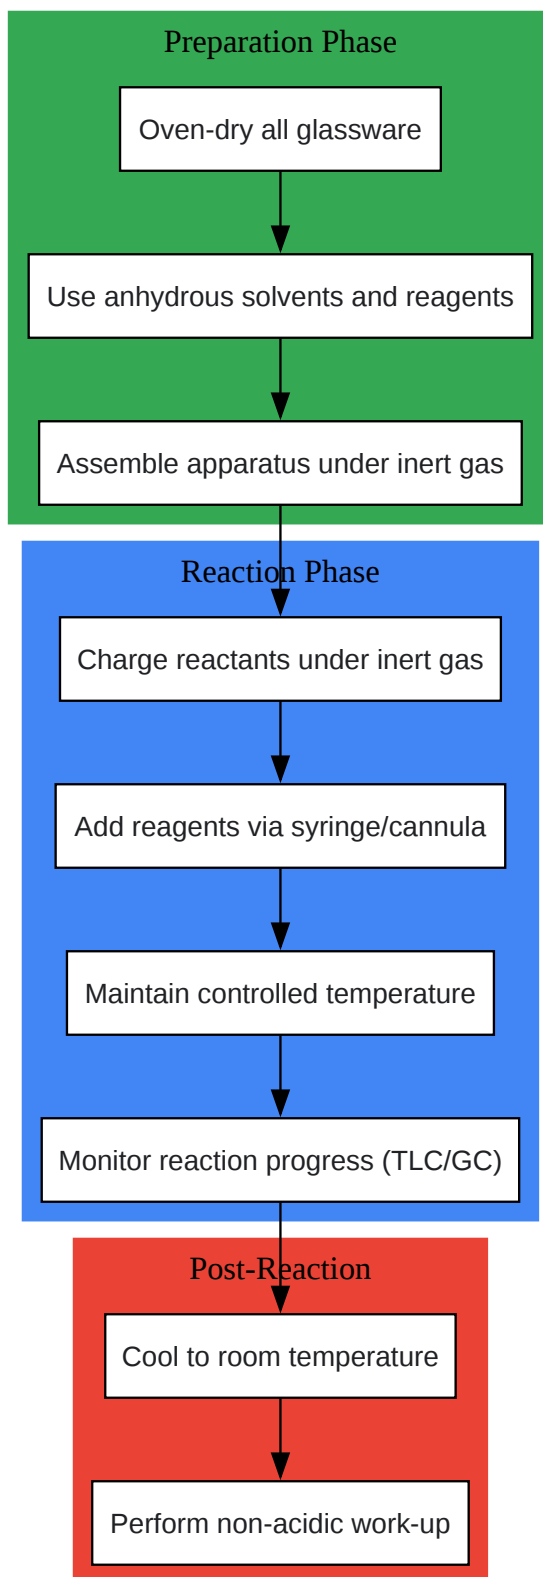 Preparation Phase
Oven-dry all glassware
Use anhydrous solvents and reagents
Assemble apparatus under inert gas
Reaction Phase
Charge reactants under inert gas
Add reagents via syringe/cannula
Maintain controlled temperature
Monitor reaction progress (TLC/GC)
Post-Reaction
Cool to room temperature
Perform non-acidic work-up